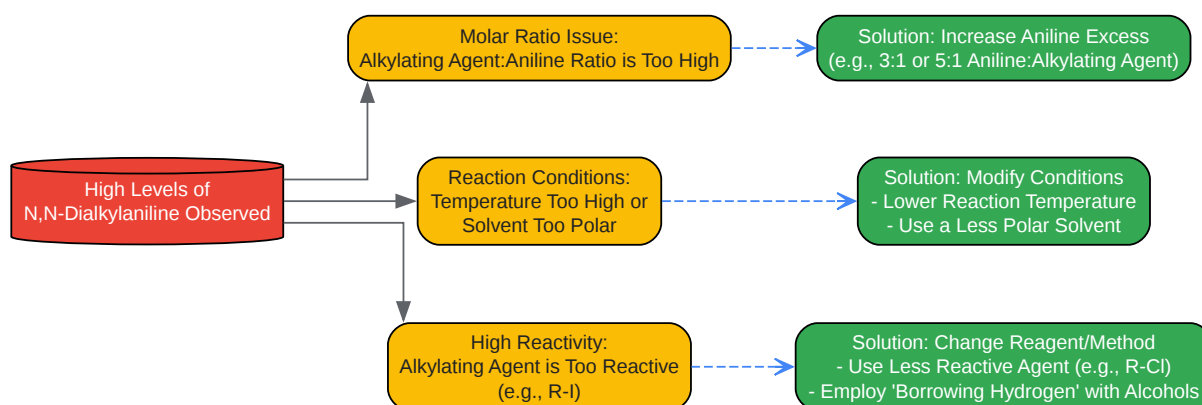 High Levels of
N,N-Dialkylaniline Observed
Molar Ratio Issue:
Alkylating Agent:Aniline Ratio is Too High
Solution: Increase Aniline Excess
(e.g., 3:1 or 5:1 Aniline:Alkylating Agent)
Reaction Conditions:
Temperature Too High or
Solvent Too Polar
Solution: Modify Conditions
- Lower Reaction Temperature
- Use a Less Polar Solvent
High Reactivity:
Alkylating Agent is Too Reactive
(e.g., R-I)
Solution: Change Reagent/Method
- Use Less Reactive Agent (e.g., R-Cl)
- Employ 'Borrowing Hydrogen' with Alcohols